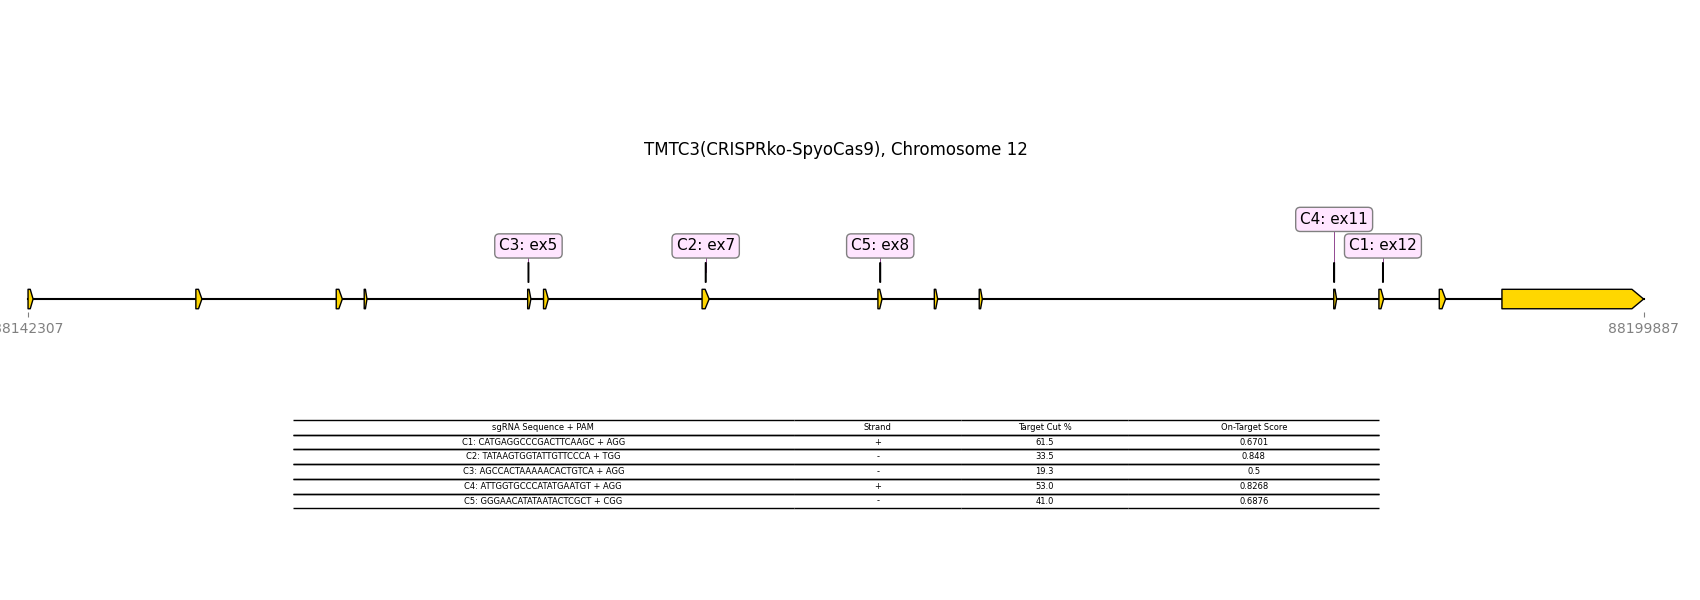 TMTC3(CRISPRko-SpyoCas9), Chromosome 12
C4: ex11
C3: ex5 C2: ex7 C5: ex8 C1: ex12
88142307 88199887
sgRNA Sequence + PAM Strand Target Cut % On-Target Score
C1: CATGAGGCCCGACTTCAAGC + AGG + 61.5 0.6701
C2: TATAAGTGGTATTGTTCCCA + TGG - 33.5 0.848
C3: AGCCACTAAAAACACTGTCA + AGG - 19.3 0.5
C4: ATTGGTGCCCATATGAATGT + AGG + 53.0 0.8268
C5: GGGAACATATAATACTCGCT + CGG - 41.0 0.6876